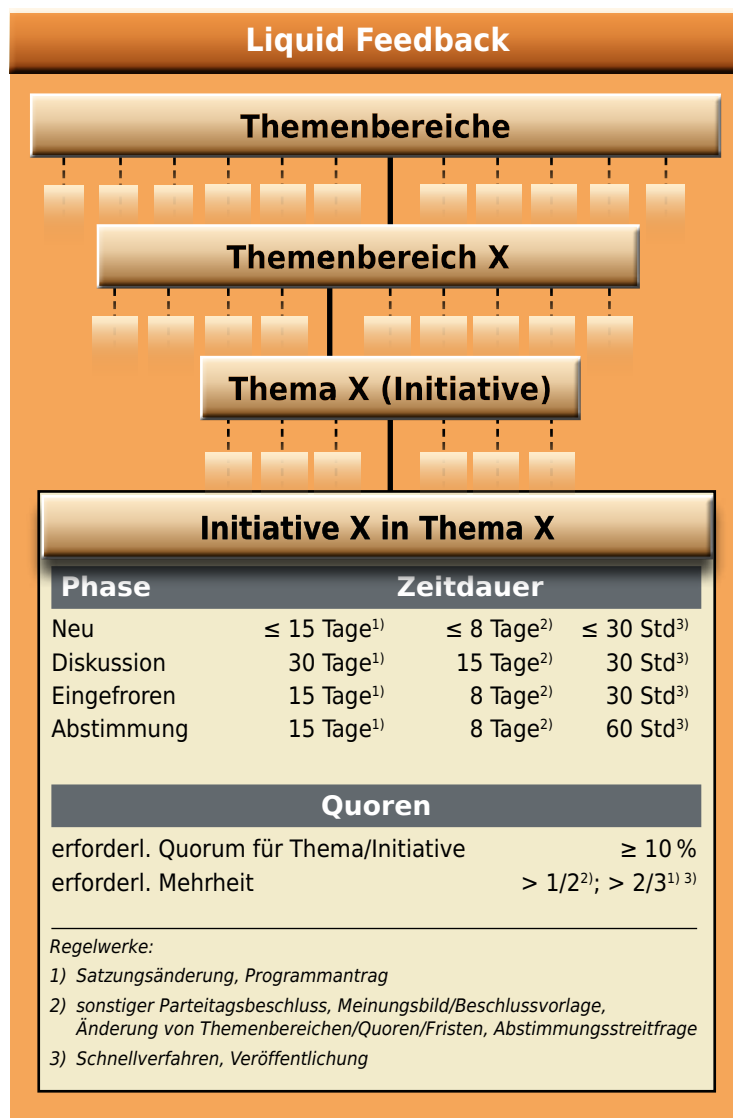 Liquid Feedback
Themenbereiche
Themenbereich X
Thema X (Initiative)
Initiative X in Thema X
Phase Zeitdauer
Neu ≤ 15 Tage1) ≤ 8 Tage2) ≤ 30 Std3)
Diskussion 30 Tage1) 15 Tage2) 30 Std3)
Eingefroren 15 Tage1) 8 Tage2) 30 Std3)
Abstimmung 15 Tage1) 8 Tage2) 60 Std3)
Quoren
erforderl. Quorum für Thema/Initiative ≥ 10 %
erforderl. Mehrheit > 1/22); > 2/31) 3)
Regelwerke:
1) Satzungsänderung, Programmantrag
2) sonstiger Parteitagsbeschluss, Meinungsbild/Beschlussvorlage,
Änderung von Themenbereichen/Quoren/Fristen, Abstimmungsstreitfrage
3) Schnellverfahren, Veröffentlichung